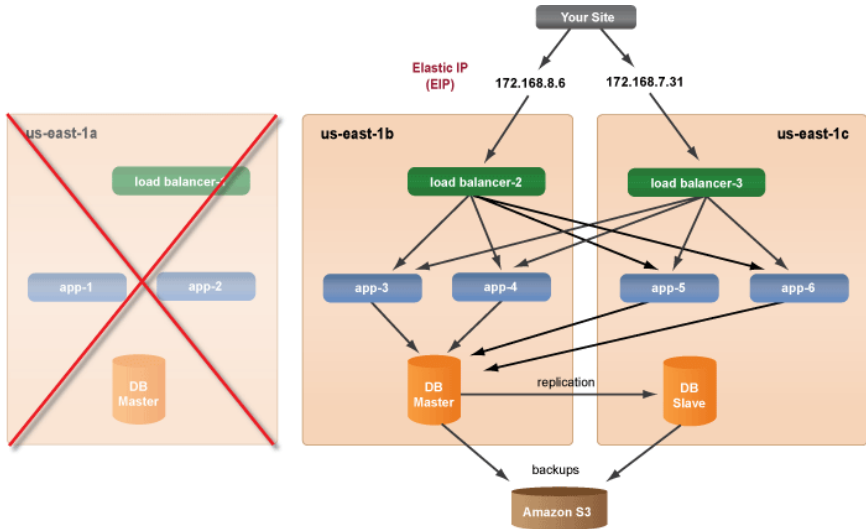 Your Site
Elastic IP
(EIP)
172.168.8.6
172.168.7.31
us-east-1a
us-east-1b
us-east-1c
load balancer-1
load balancer-2
load balancer-3
app-1
app-2
app-3
app-4
app-5
app-6
DB
Master
DB
Master
replication
DB
Slave
backups
Amazon S3